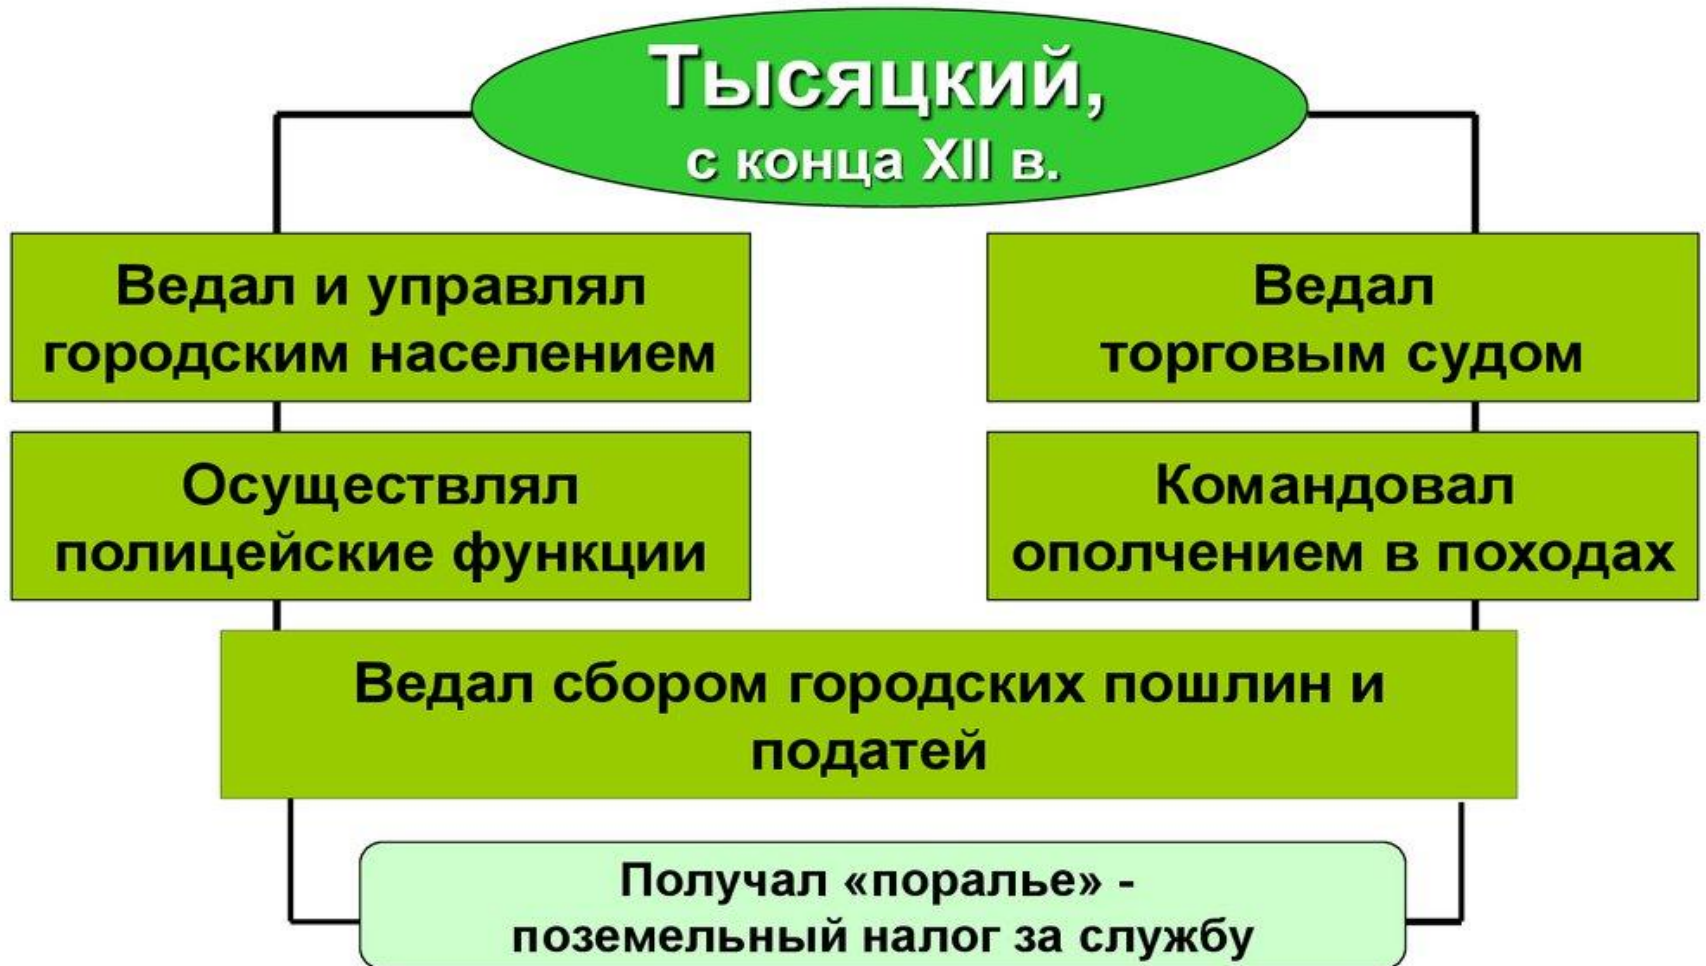 Тысяцкий,
с конца XII в.
Ведал и управлял
городским населением
Ведал
торговым судом
Осуществлял
полицейские функции
Командовал
ополчением в походах
Ведал сбором городских пошлин и
податей
Получал «поралье» -
поземельный налог за службу